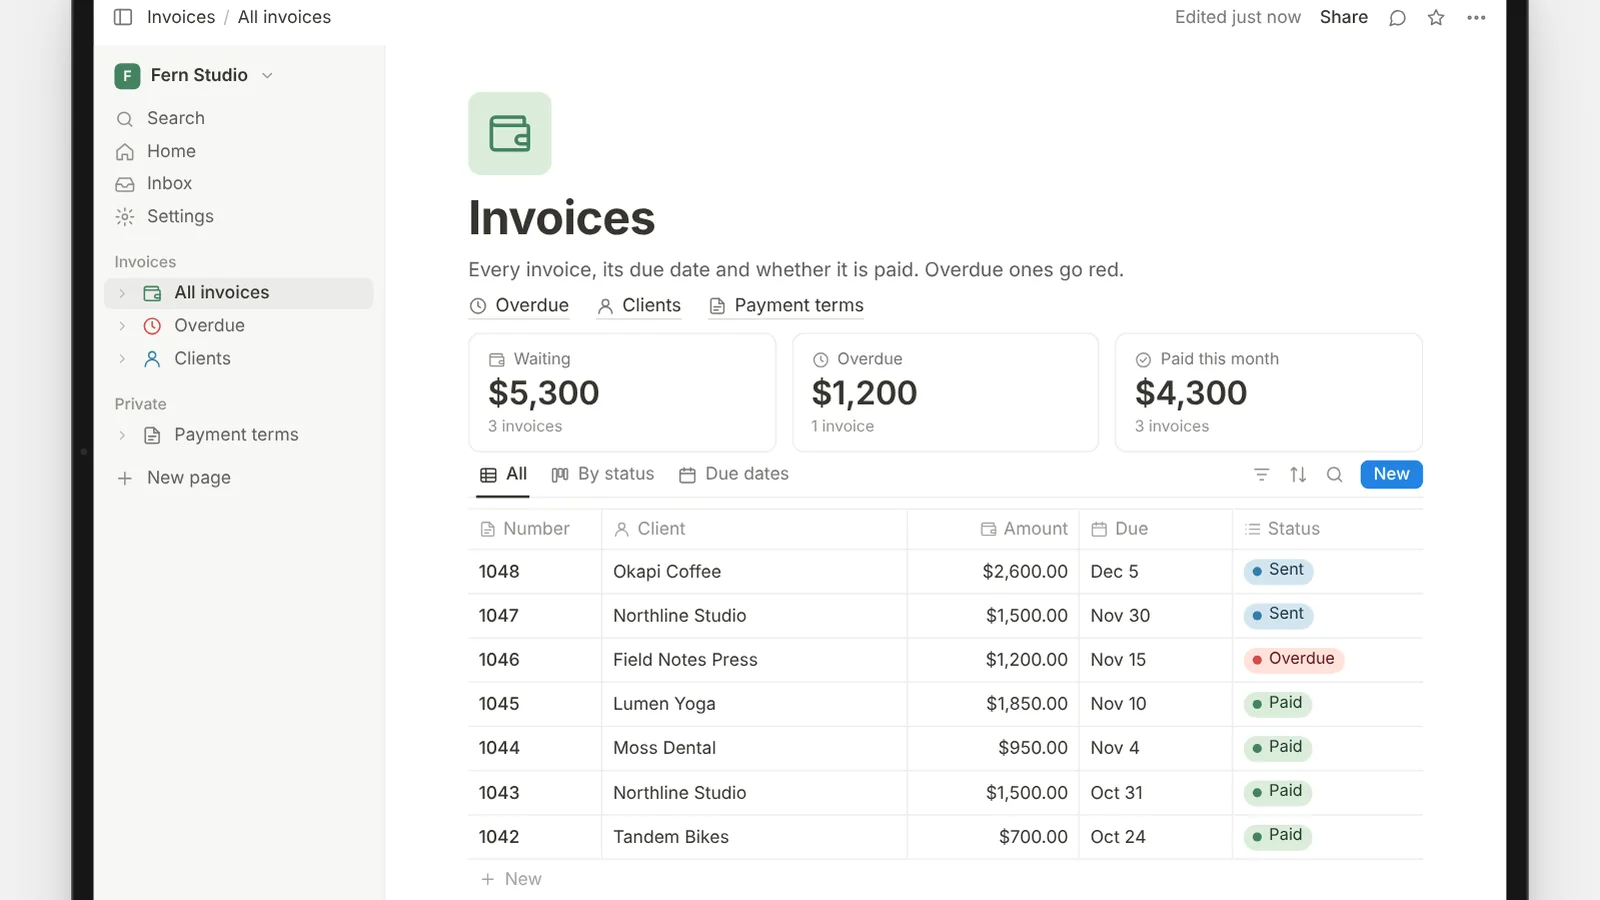 Invoices / All invoices
Edited just now Share
F Fern Studio
Search
Home
Inbox
Settings
Invoices
All invoices
Overdue
Clients
Private
Payment terms
New page
Invoices
Every invoice, its due date and whether it is paid. Overdue ones go red.
Overdue Clients Payment terms
Waiting
$5,300
3 invoices
Overdue
$1,200
1 invoice
Paid this month
$4,300
3 invoices
All By status Due dates New
Number Client Amount Due Status
1048 Okapi Coffee $2,600.00 Dec 5 Sent
1047 Northline Studio $1,500.00 Nov 30 Sent
1046 Field Notes Press $1,200.00 Nov 15 Overdue
1045 Lumen Yoga $1,850.00 Nov 10 Paid
1044 Moss Dental $950.00 Nov 4 Paid
1043 Northline Studio $1,500.00 Oct 31 Paid
1042 Tandem Bikes $700.00 Oct 24 Paid
New